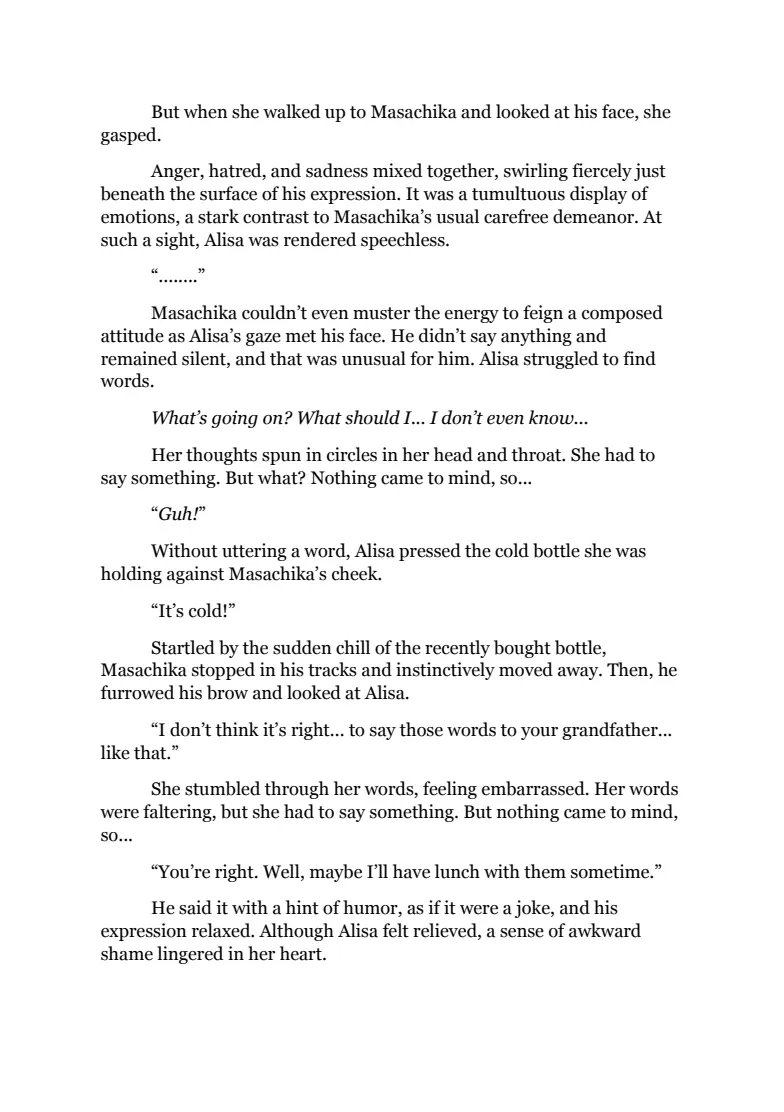 But when she walked up to Masachika and looked at his face, she
gasped.
Anger, hatred, and sadness mixed together, swirling fiercely just
beneath the surface of his expression. It was a tumultuous display of
emotions, a stark contrast to Masachika’s usual carefree demeanor. At
such a sight, Alisa was rendered speechless.
“........”
Masachika couldn’t even muster the energy to feign a composed
attitude as Alisa’s gaze met his face. He didn’t say anything and
remained silent, and that was unusual for him. Alisa struggled to find
words.
What’s going on? What should I... I don’t even know...
Her thoughts spun in circles in her head and throat. She had to
say something. But what? Nothing came to mind, so...
“Guh!”
Without uttering a word, Alisa pressed the cold bottle she was
holding against Masachika’s cheek.
“It’s cold!”
Startled by the sudden chill of the recently bought bottle,
Masachika stopped in his tracks and instinctively moved away. Then, he
furrowed his brow and looked at Alisa.
“I don’t think it’s right... to say those words to your grandfather...
like that.”
She stumbled through her words, feeling embarrassed. Her words
were faltering, but she had to say something. But nothing came to mind,
so...
“You’re right. Well, maybe I’ll have lunch with them sometime.”
He said it with a hint of humor, as if it were a joke, and his
expression relaxed. Although Alisa felt relieved, a sense of awkward
shame lingered in her heart.